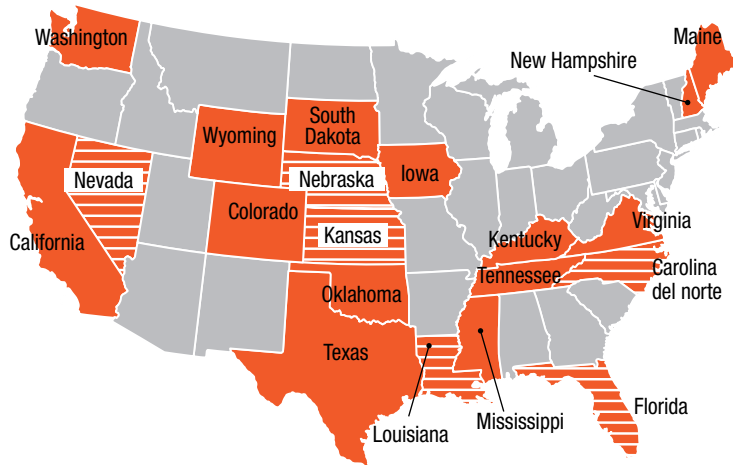 Washington
Maine
New Hampshire
South
Dakota
Wyoming
Iowa
Nevada
Nebraska
Colorado
Virginia
California
Kansas
Kentucky
Tennessee
Carolina
del norte
Oklahoma
Texas
Florida
Mississippi
Louisiana